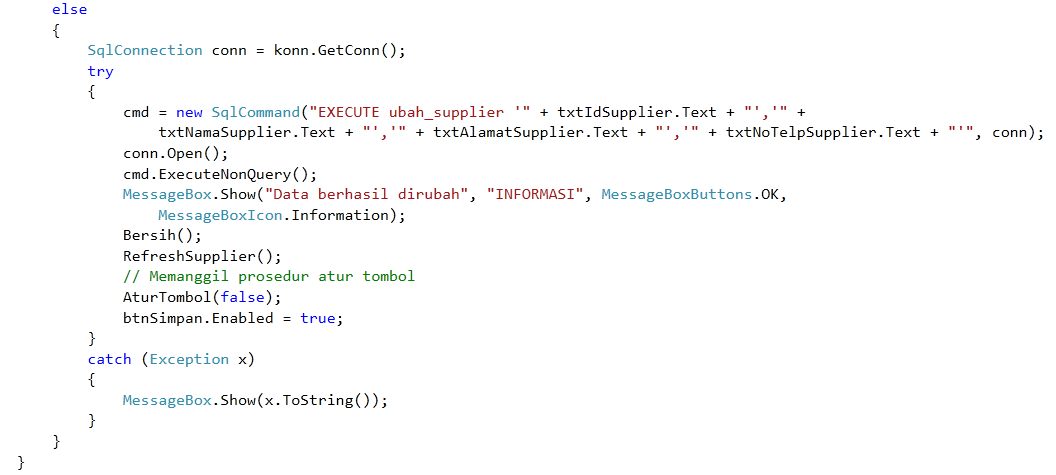 else
{
SqlConnection conn = konn.GetConn();
try
{
cmd = new SqlCommand("EXECUTE ubah_supplier '" + txtIdSupplier.Text + "','" +
txtNamaSupplier.Text + "','" + txtAlamatSupplier.Text + "','" + txtNoTelpSupplier.Text + "'", conn);
conn.Open();
cmd.ExecuteNonQuery();
MessageBox.Show("Data berhasil dirubah", "INFORMASI", MessageBoxButtons.OK,
MessageBoxIcon.Information);
Bersih();
RefreshSupplier();
// Memanggil prosedur atur tombol
AturTombol(false);
btnSimpan.Enabled = true;
}
catch (Exception x)
{
MessageBox.Show(x.ToString());
}
}
}